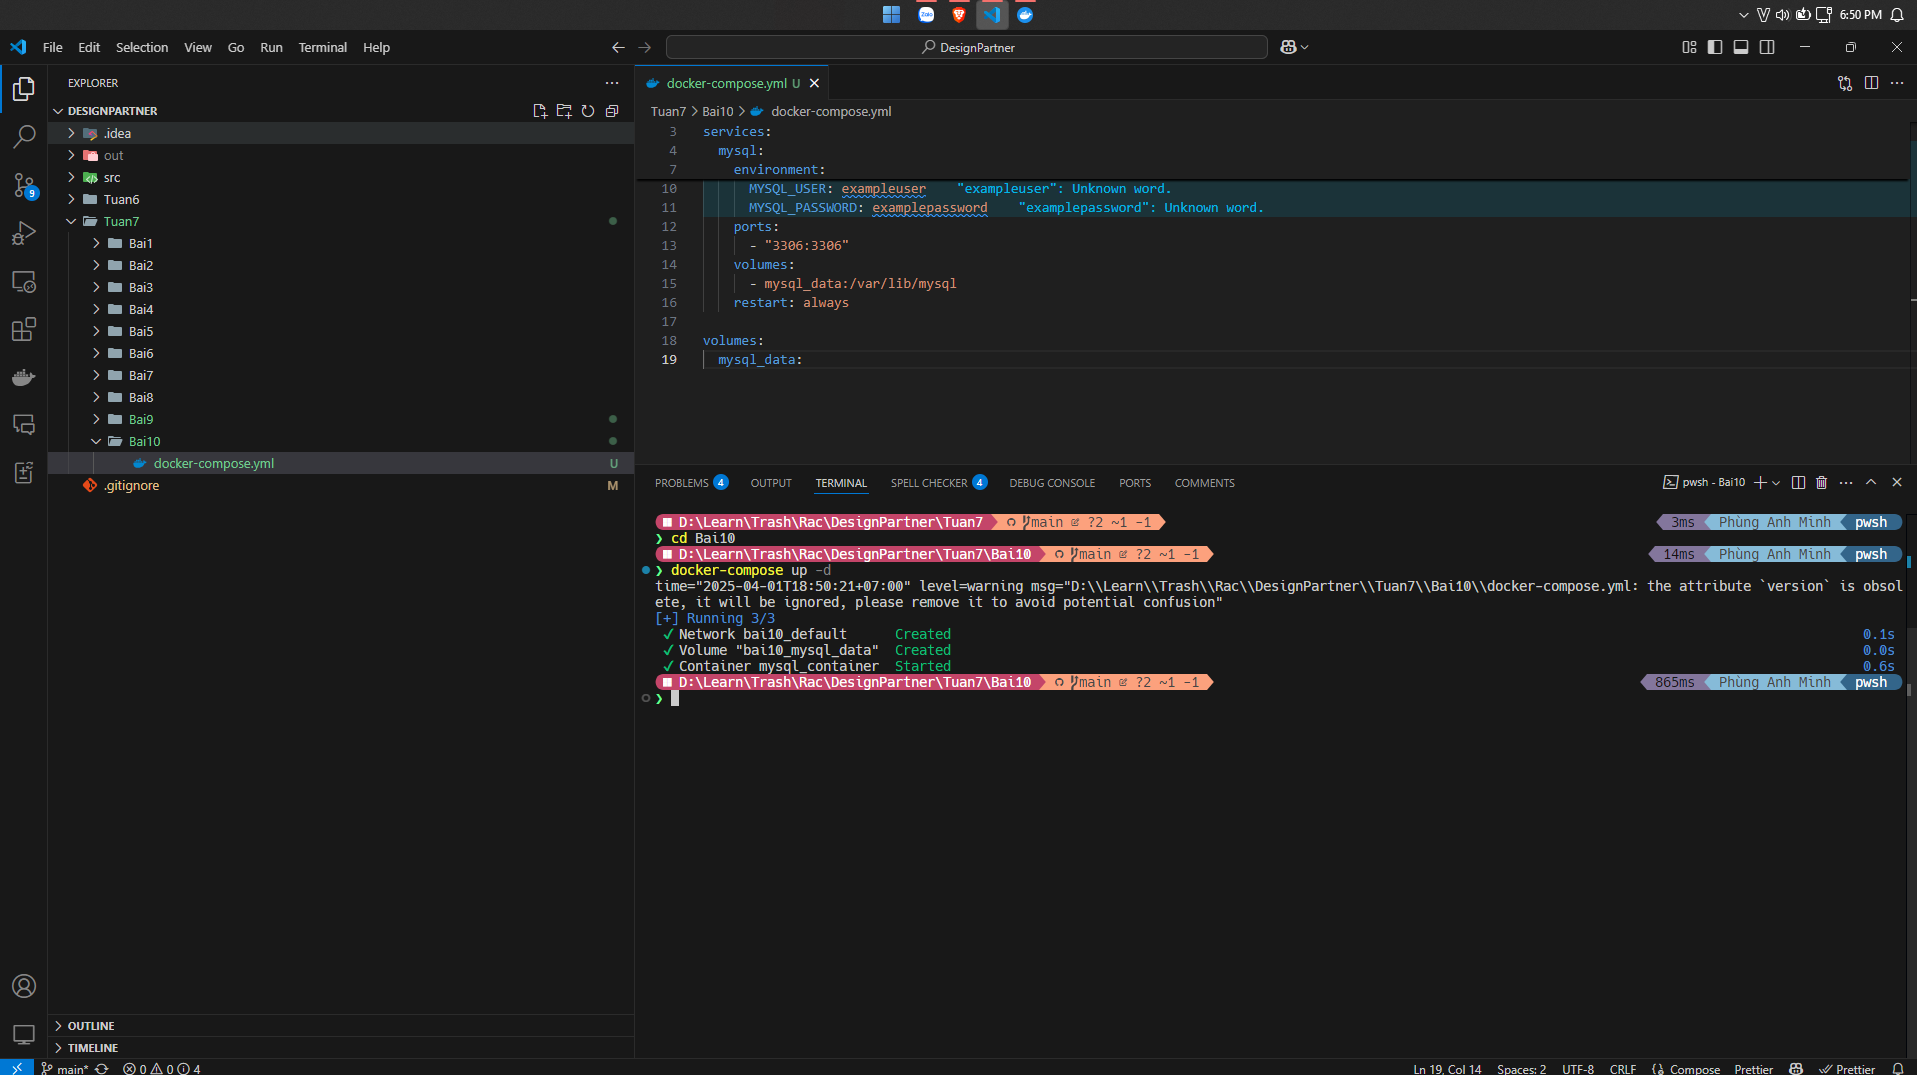 Zalo
6:50 PM
File Edit Selection View Go Run Terminal Help
DesignPartner
EXPLORER
DESIGNPARTNER
.idea
out
src
Tuan6
Tuan7
Bai1
Bai2
Bai3
Bai4
Bai5
Bai6
Bai7
Bai8
Bai9
Bai10
docker-compose.yml U
.gitignore M
9
OUTLINE
TIMELINE
docker-compose.yml U
Tuan7 > Bai10 > docker-compose.yml
3 services:
4 mysql:
7 environment:
10 MYSQL_USER: exampleuser "exampleuser": Unknown word.
11 MYSQL_PASSWORD: examplepassword "examplepassword": Unknown word.
12 ports:
13 - "3306:3306"
14 volumes:
15 - mysql_data:/var/lib/mysql
16 restart: always
17
18 volumes:
19 mysql_data:
PROBLEMS 4 OUTPUT TERMINAL SPELL CHECKER 4 DEBUG CONSOLE PORTS COMMENTS
pwsh - Bai10
D:\Learn\Trash\Rac\DesignPartner\Tuan7 main ?2 ~1 -1 3ms Phùng Anh Minh pwsh
❯ cd Bai10
D:\Learn\Trash\Rac\DesignPartner\Tuan7\Bai10 main ?2 ~1 -1 14ms Phùng Anh Minh pwsh
❯ docker-compose up -d
time="2025-04-01T18:50:21+07:00" level=warning msg="D:\\Learn\\Trash\\Rac\\DesignPartner\\Tuan7\\Bai10\\docker-compose.yml: the attribute `version` is obsol
ete, it will be ignored, please remove it to avoid potential confusion"
[+] Running 3/3
✓ Network bai10_default Created 0.1s
✓ Volume "bai10_mysql_data" Created 0.0s
✓ Container mysql_container Started 0.6s
D:\Learn\Trash\Rac\DesignPartner\Tuan7\Bai10 main ?2 ~1 -1 865ms Phùng Anh Minh pwsh
❯
main* 0 0 4 Ln 19, Col 14 Spaces: 2 UTF-8 CRLF Compose Prettier Prettier